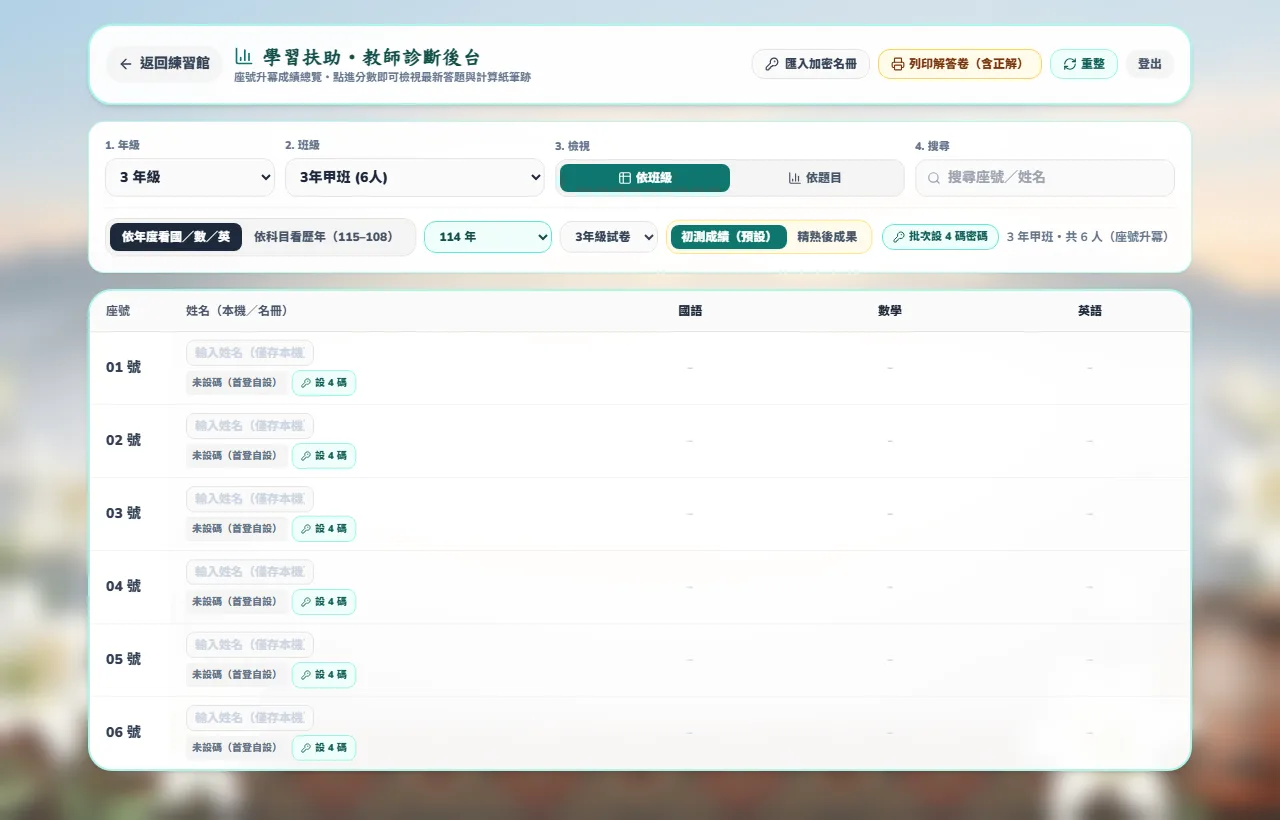 返回練習館
學習扶助・教師診斷後台
座號升冪成績總覽・點進分數即可檢視最新答題與計算紙筆跡
匯入加密名冊
列印解答卷（含正解）
重整
登出
1. 年級
2. 班級
3. 檢視
4. 搜尋
3 年級
3年甲班 (6人)
依班級
依題目
搜尋座號／姓名
依年度看國／數／英
依科目看歷年（115–108）
114 年
3年級試卷
初測成績（預設）
精熟後成果
批次設 4 碼密碼
3 年甲班・共 6 人（座號升冪）
座號
姓名（本機／名冊）
國語
數學
英語
01 號
輸入姓名（僅存本機
未設碼（首登自設）
設 4 碼
–
–
–
02 號
輸入姓名（僅存本機
未設碼（首登自設）
設 4 碼
–
–
–
03 號
輸入姓名（僅存本機
未設碼（首登自設）
設 4 碼
–
–
–
04 號
輸入姓名（僅存本機
未設碼（首登自設）
設 4 碼
–
–
–
05 號
輸入姓名（僅存本機
未設碼（首登自設）
設 4 碼
–
–
–
06 號
輸入姓名（僅存本機
未設碼（首登自設）
設 4 碼
–
–
–